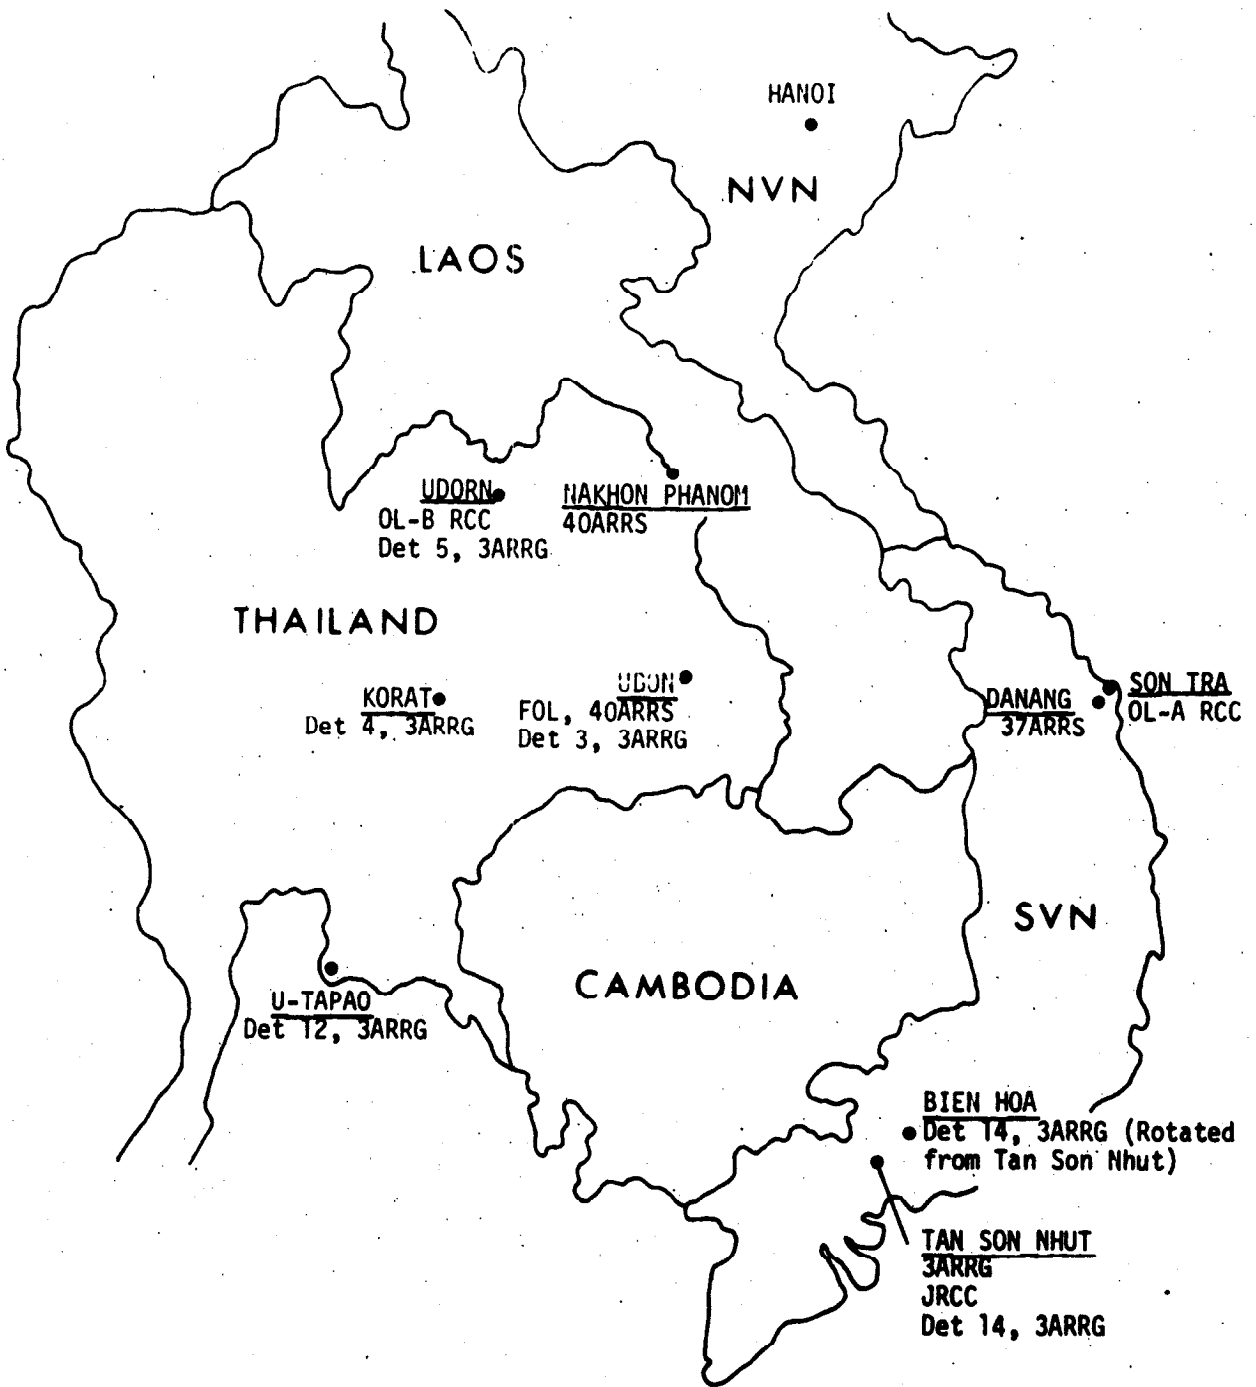 HANOI
NVN
LAOS
UDORN
OL-B RCC
Det 5, 3ARRG
NAKHON PHANOM
40ARRS
THAILAND
KORAT
Det 4, 3ARRG
UBON
FOL, 40ARRS
Det 3, 3ARRG
DANANG
37ARRS
SON TRA
OL-A RCC
SVN
CAMBODIA
U-TAPAO
Det 12, 3ARRG
BIEN HOA
Det 14, 3ARRG (Rotated
from Tan Son Nhut)
TAN SON NHUT
3ARRG
JRCC
Det 14, 3ARRG